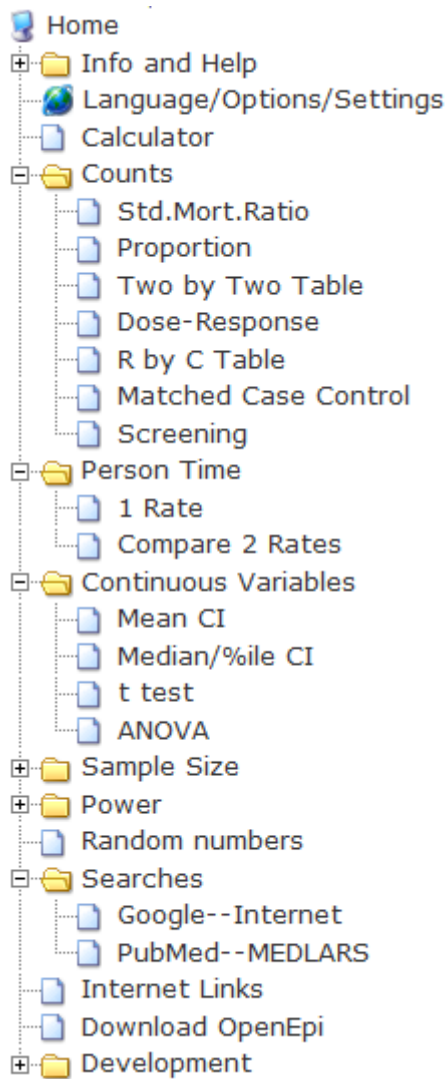 Home
Info and Help
Language/Options/Settings
Calculator
Counts
Std.Mort.Ratio
Proportion
Two by Two Table
Dose-Response
R by C Table
Matched Case Control
Screening
Person Time
1 Rate
Compare 2 Rates
Continuous Variables
Mean CI
Median/%ile CI
t test
ANOVA
Sample Size
Power
Random numbers
Searches
Google--Internet
PubMed--MEDLARS
Internet Links
Download OpenEpi
Development